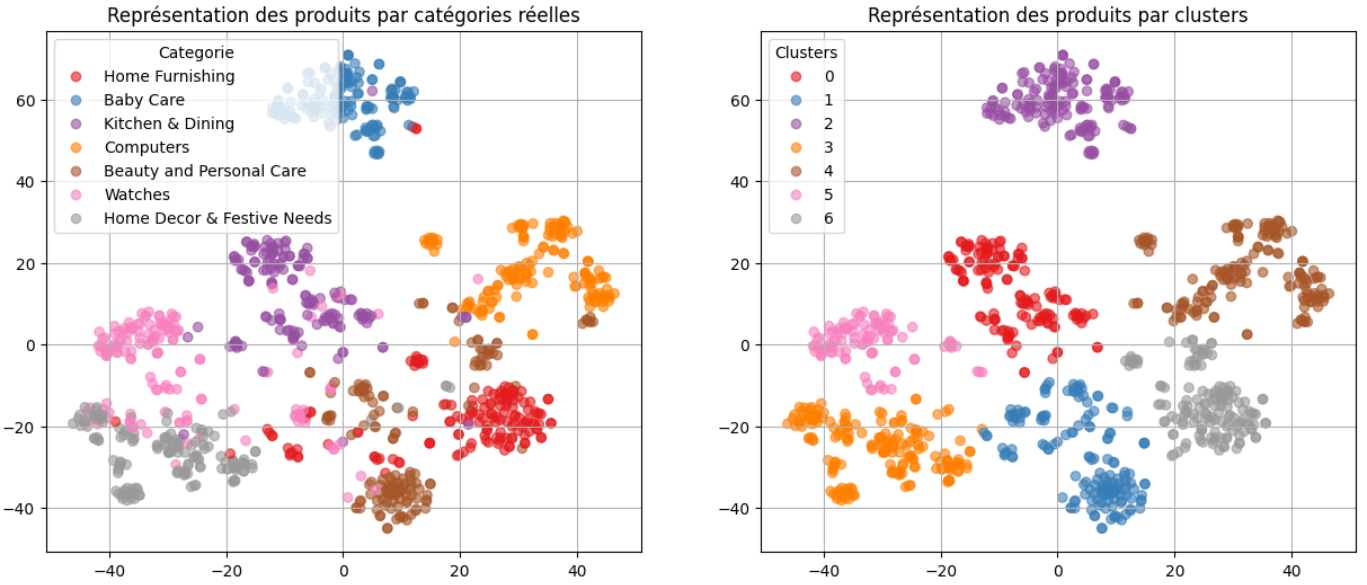 Représentation des produits par catégories réelles
Categorie
Home Furnishing
Baby Care
Kitchen & Dining
Computers
Beauty and Personal Care
Watches
Home Decor & Festive Needs
60
40
20
0
−20
−40
−40
−20
0
20
40
Représentation des produits par clusters
Clusters
0
1
2
3
4
5
6
60
40
20
0
−20
−40
−40
−20
0
20
40